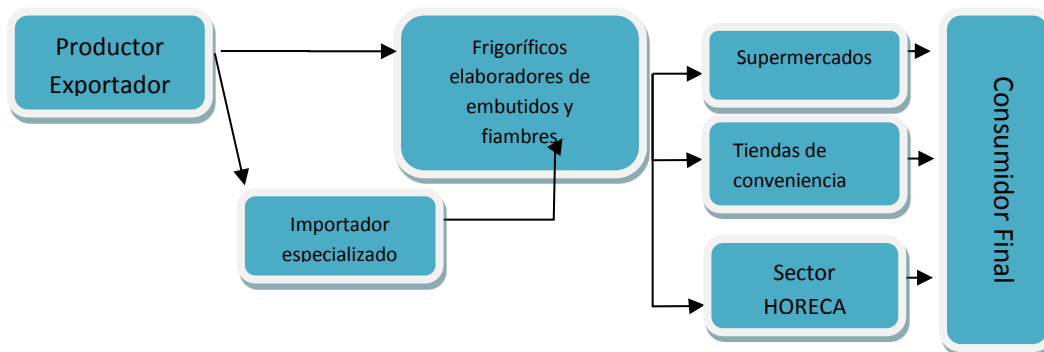 Productor
Exportador
Frigoríficos
elaboradores de
embutidos y
fiambres
Importador
especializado
Supermercados
Tiendas de
conveniencia
Sector
HORECA
Consumidor Final